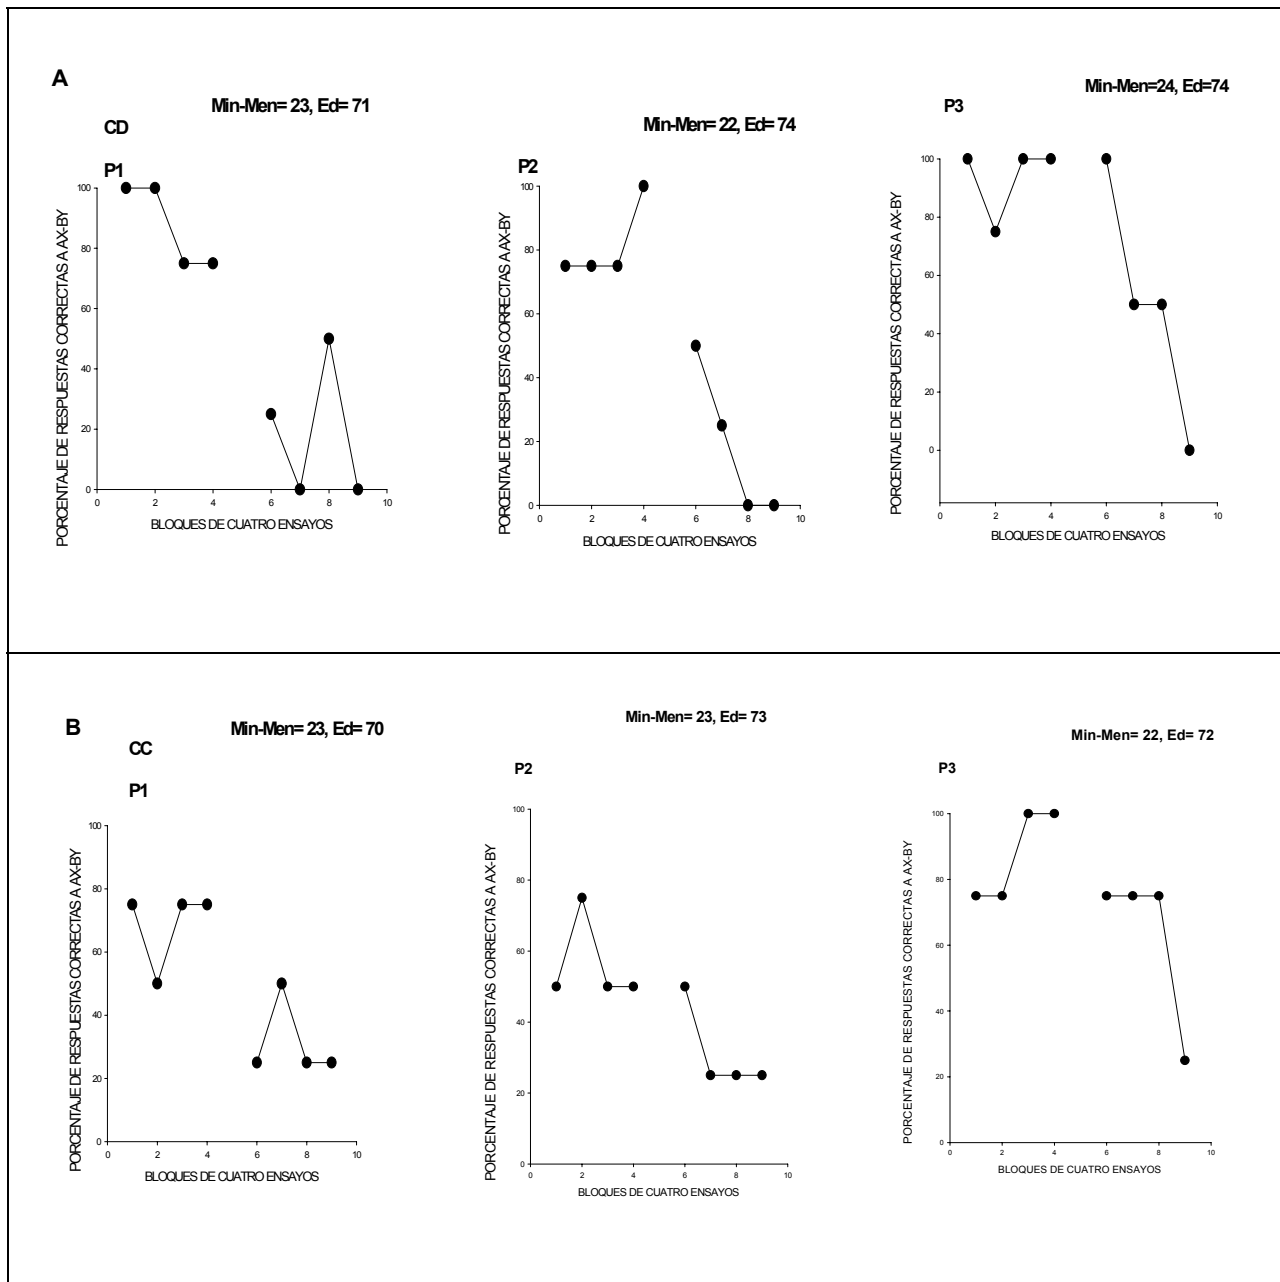 A
Min-Men= 23, Ed= 71
CD
P1
PORCENTAJE DE RESPUESTAS CORRECTAS A AX-BY
100
80
60
40
20
0
0 2 4 6 8 10
BLOQUES DE CUATRO ENSAYOS
Min-Men= 22, Ed= 74
P2
PORCENTAJE DE RESPUESTAS CORRECTAS A AX-BY
100
80
60
40
20
0
0 2 4 6 8 10
BLOQUES DE CUATRO ENSAYOS
Min-Men=24, Ed=74
P3
PORCENTAJE DE RESPUESTAS CORRECTAS A AX-BY
100
80
60
40
20
0
0 2 4 6 8 10
BLOQUES DE CUATRO ENSAYOS
B
Min-Men= 23, Ed= 70
CC
P1
PORCENTAJE DE RESPUESTAS CORRECTAS A AX-BY
100
80
60
40
20
0
0 2 4 6 8 10
BLOQUES DE CUATRO ENSAYOS
Min-Men= 23, Ed= 73
P2
PORCENTAJE DE RESPUESTAS CORRECTAS A AX-BY
100
80
60
40
20
0
0 2 4 6 8 10
BLOQUES DE CUATRO ENSAYOS
Min-Men= 22, Ed= 72
P3
PORCENTAJE DE RESPUESTAS CORRECTAS A AX-BY
100
80
60
40
20
0
0 2 4 6 8 10
BLOQUES DE CUATRO ENSAYOS